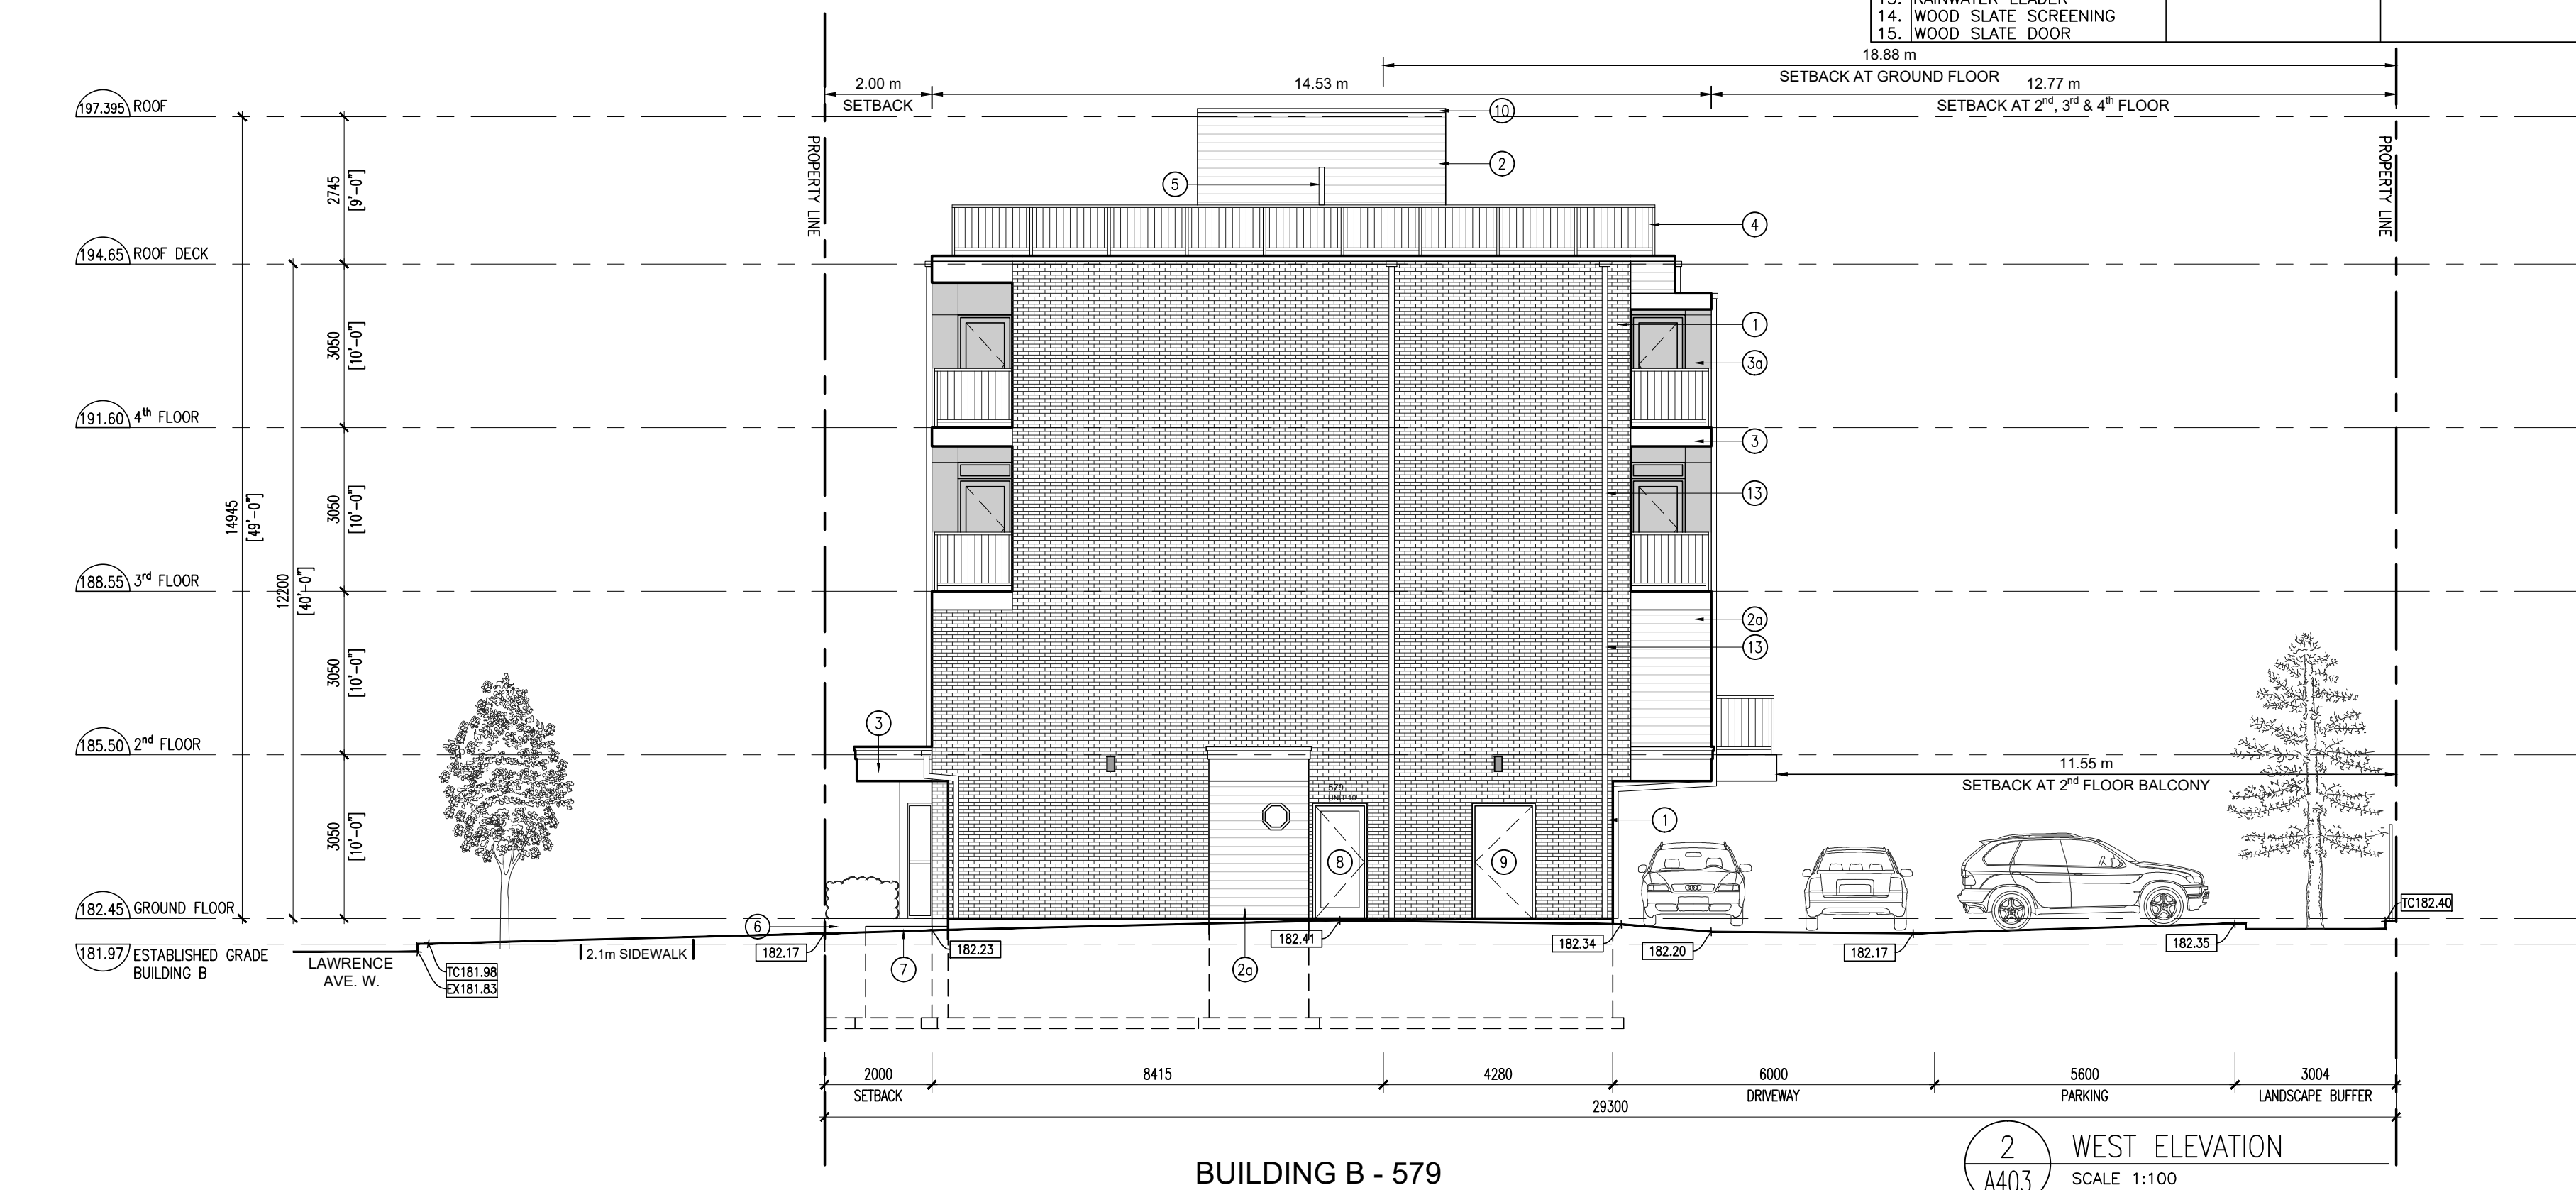 13. RAINWATER LEADER
14. WOOD SLATE SCREENING
15. WOOD SLATE DOOR
18.88 m
SETBACK AT GROUND FLOOR
2.00 m
SETBACK
14.53 m
12.77 m
SETBACK AT 2nd, 3rd & 4th FLOOR
197.395 ROOF
10
PROPERTY LINE
PROPERTY LINE
2
5
2745
[9'-0"]
4
194.65 ROOF DECK
1
3050
[10'-0"]
3a
191.60 4th FLOOR
3
13
14945
[49'-0"]
3050
[10'-0"]
188.55 3rd FLOOR
12200
[40'-0"]
2a
13
3050
[10'-0"]
3
185.50 2nd FLOOR
11.55 m
SETBACK AT 2nd FLOOR BALCONY
579
UNIT 10
3050
[10'-0"]
1
8
9
182.45 GROUND FLOOR
TC182.40
6
181.97 ESTABLISHED GRADE
BUILDING B
LAWRENCE
AVE. W.
2.1m SIDEWALK
TC181.98
EX181.83
182.17
7
182.23
2a
182.41
182.34
182.20
182.17
182.35
2000
SETBACK
8415
4280
6000
DRIVEWAY
5600
PARKING
3004
LANDSCAPE BUFFER
29300
BUILDING B - 579
2
A403
WEST ELEVATION
SCALE 1:100